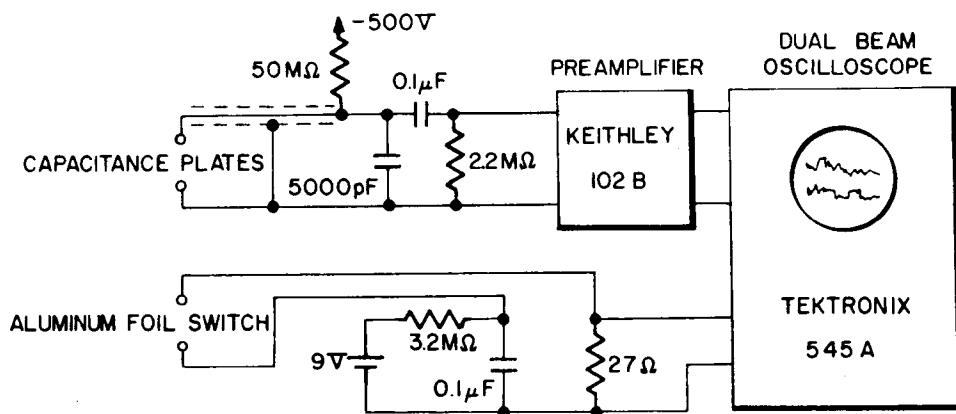 -500V
50MΩ
0.1μF
PREAMPLIFIER
DUAL BEAM
OSCILLOSCOPE
CAPACITANCE PLATES
5000pF
2.2MΩ
KEITHLEY
102 B
ALUMINUM FOIL SWITCH
9V
3.2MΩ
0.1μF
27Ω
TEKTRONIX
545A